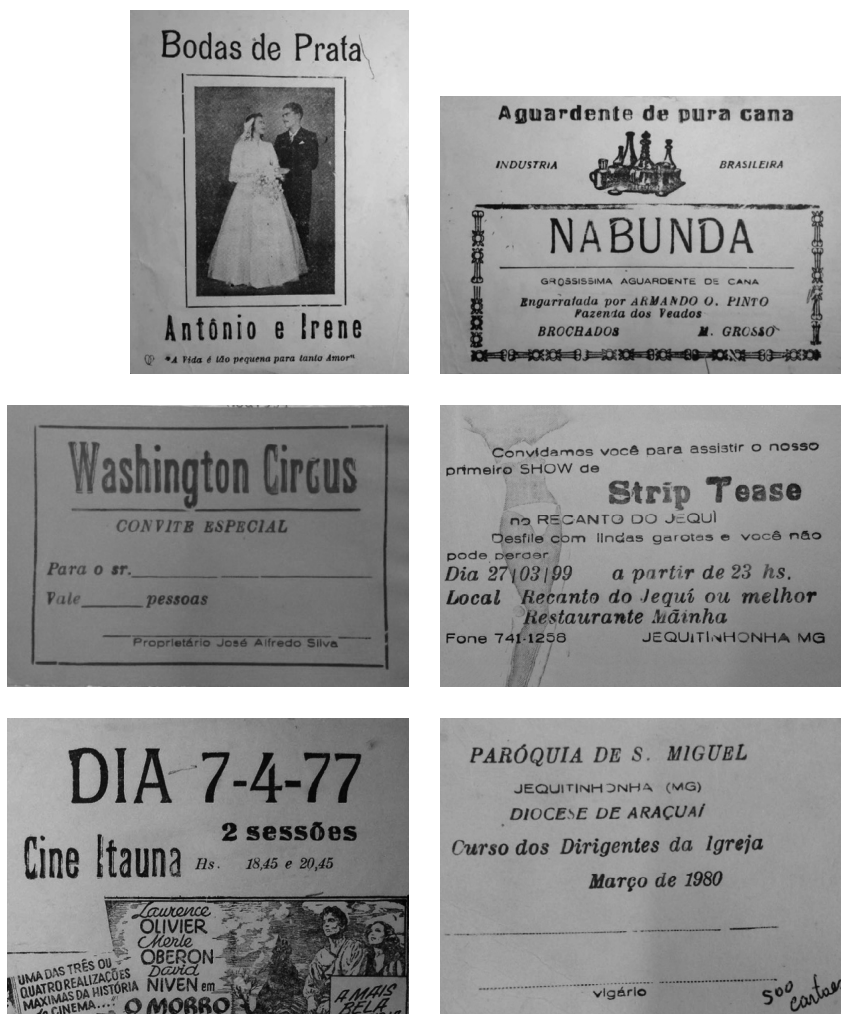 Bodas de Prata
Antônio e Irene
"A Vida é tão pequena para tanto Amor"
Aguardente de pura cana
INDUSTRIA BRASILEIRA
NABUNDA
GROSSISSIMA AGUARDENTE DE CANA
Engarrafada por ARMANDO O. PINTO
Fazenda dos Veados
BROCHADOS M. GROSSO
Washington Circus
CONVITE ESPECIAL
Para o sr.
Vale pessoas
Proprietário José Alfredo Silva
Convidamos você para assistir o nosso
primeiro SHOW de
Strip Tease
no RECANTO DO JEQUÍ
Desfile com lindas garotas e você não
pode perder
Dia 27/03/99 a partir de 23 hs.
Local Recanto do Jequí ou melhor
Restaurante Mãinha
Fone 741-1258 JEQUITINHONHA MG
DIA 7-4-77
2 sessões
Cine Itauna Hs. 18,45 e 20,45
Laurence
OLIVIER
Merle
OBERON
David
NIVEN em
O MORRO
UMA DAS TRÊS OU
QUATRO REALIZAÇÕES
MAXIMAS DA HISTÓRIA
do CINEMA....
A MAIS
BELA
PARÓQUIA DE S. MIGUEL
JEQUITINHONHA (MG)
DIOCESE DE ARAÇUAÍ
Curso dos Dirigentes da Igreja
Março de 1980
vigário
500